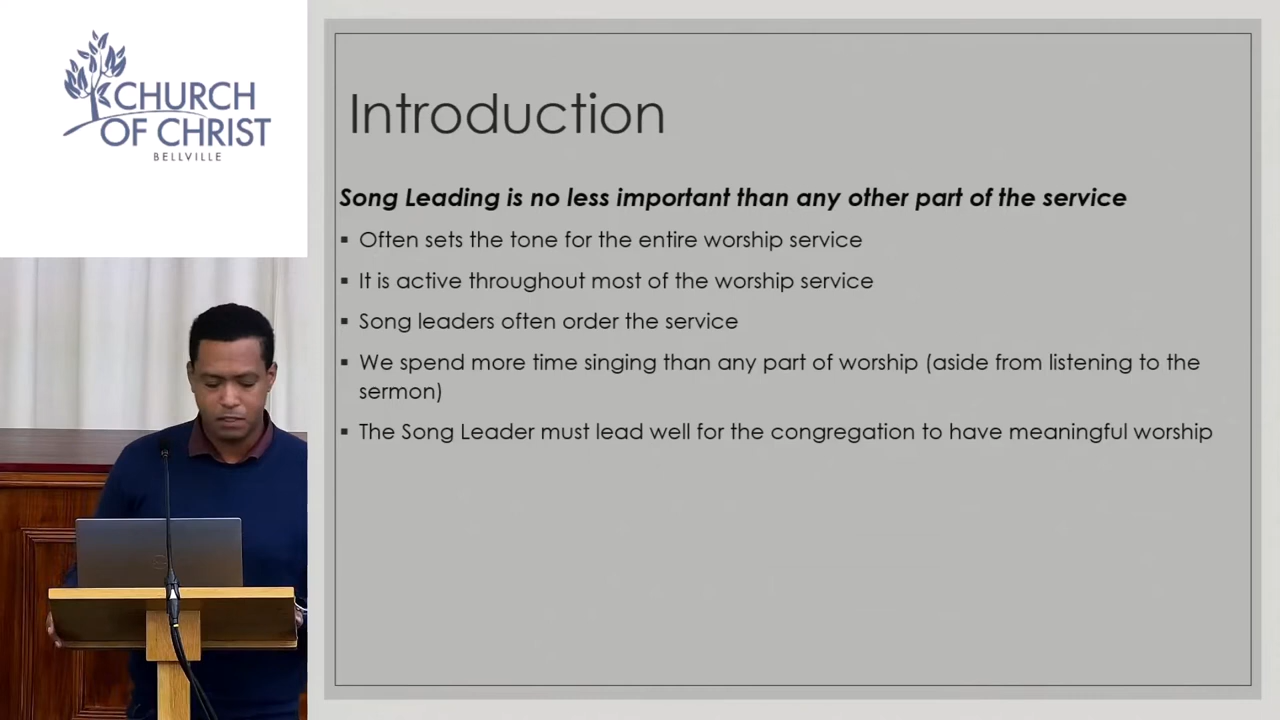 CHURCH
OF CHRIST
BELLVILLE
Introduction
Song Leading is no less important than any other part of the service
▪ Often sets the tone for the entire worship service
▪ It is active throughout most of the worship service
▪ Song leaders often order the service
▪ We spend more time singing than any part of worship (aside from listening to the
sermon)
▪ The Song Leader must lead well for the congregation to have meaningful worship